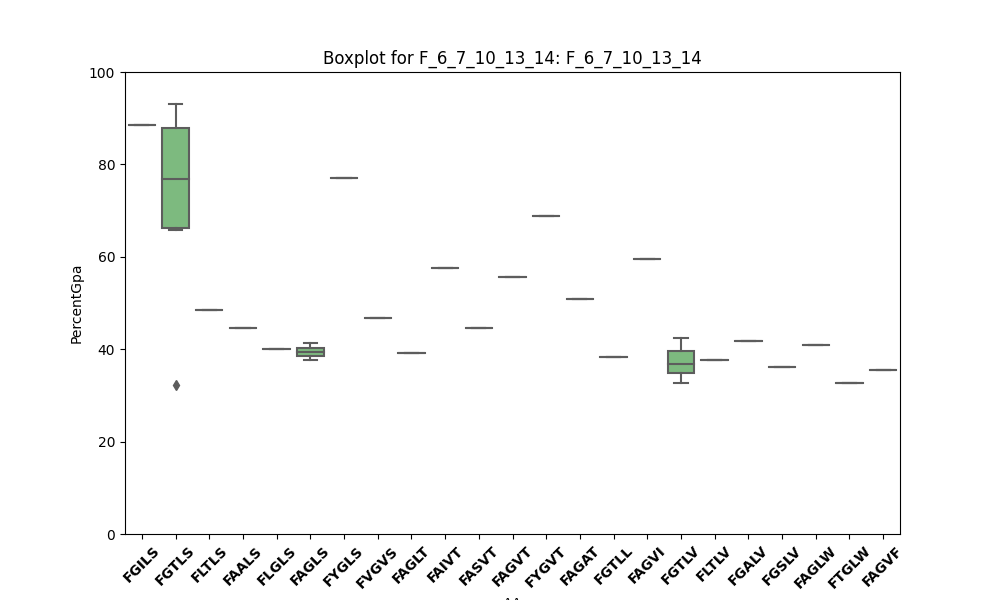 Boxplot for F_6_7_10_13_14: F_6_7_10_13_14
100
80
60
40
20
0
PercentGpa
FGILS FGTLS FLTLS FAALS FLGLS FAGLS FYGLS FVGVS FAGLT FAIVT FASVT FAGVT FYGVT FAGAT FGTLL FAGVI FGTLV FLTLV FGALV FGSLV FAGLW FTGLW FAGVF